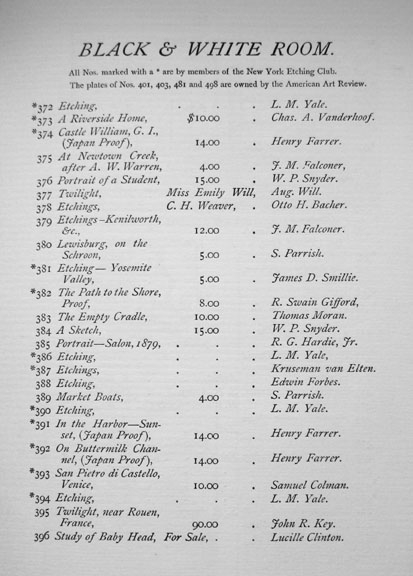 BLACK & WHITE ROOM.
All Nos. marked with a * are by members of the New York Etching Club.
The plates of Nos. 401, 403, 481 and 498 are owned by the American Art Review.
*372 Etching, . . . L. M. Yale.
*373 A Riverside Home, $10.00 . Chas. A. Vanderhoof.
*374 Castle William, G. I.,
(Japan Proof), 14.00 . Henry Farrer.
375 At Newtown Creek,
after A. W. Warren, 4.00 . J. M. Falconer,
376 Portrait of a Student, 15.00 . W. P. Snyder.
377 Twilight, Miss Emily Will, Aug. Will.
378 Etchings, C. H. Weaver, . Otto H. Bacher.
379 Etchings-Kenilworth,
&c., 12.00 . J. M. Falconer.
380 Lewisburg, on the
Schroon, 5.00 . S. Parrish.
*381 Etching— Yosemite
Valley, 5.00 . James D. Smillie.
*382 The Path to the Shore,
Proof, 8.00 . R. Swain Gifford,
383 The Empty Cradle, 10.00 . Thomas Moran.
384 A Sketch, 15.00 . W. P. Snyder.
385 Portrait—Salon, 1879, . . . R. G. Hardie, Jr.
*386 Etching, . . . L. M. Yale,
*387 Etchings, . . . Kruseman van Elten.
388 Etching, . . . Edwin Forbes.
389 Market Boats, 4.00 . S. Parrish.
*390 Etching, . . . L. M. Yale.
*391 In the Harbor—Sun-
set, (Japan Proof), 14.00 . Henry Farrer.
*392 On Buttermilk Chan-
nel, (Japan Proof), 14.00 . Henry Farrer.
*393 San Pietro di Castello,
Venice, 10.00 . Samuel Colman.
*394 Etching, . . . L. M. Yale.
395 Twilight, near Rouen,
France, 90.00 . John R. Key.
396 Study of Baby Head, For Sale, . . Lucille Clinton.